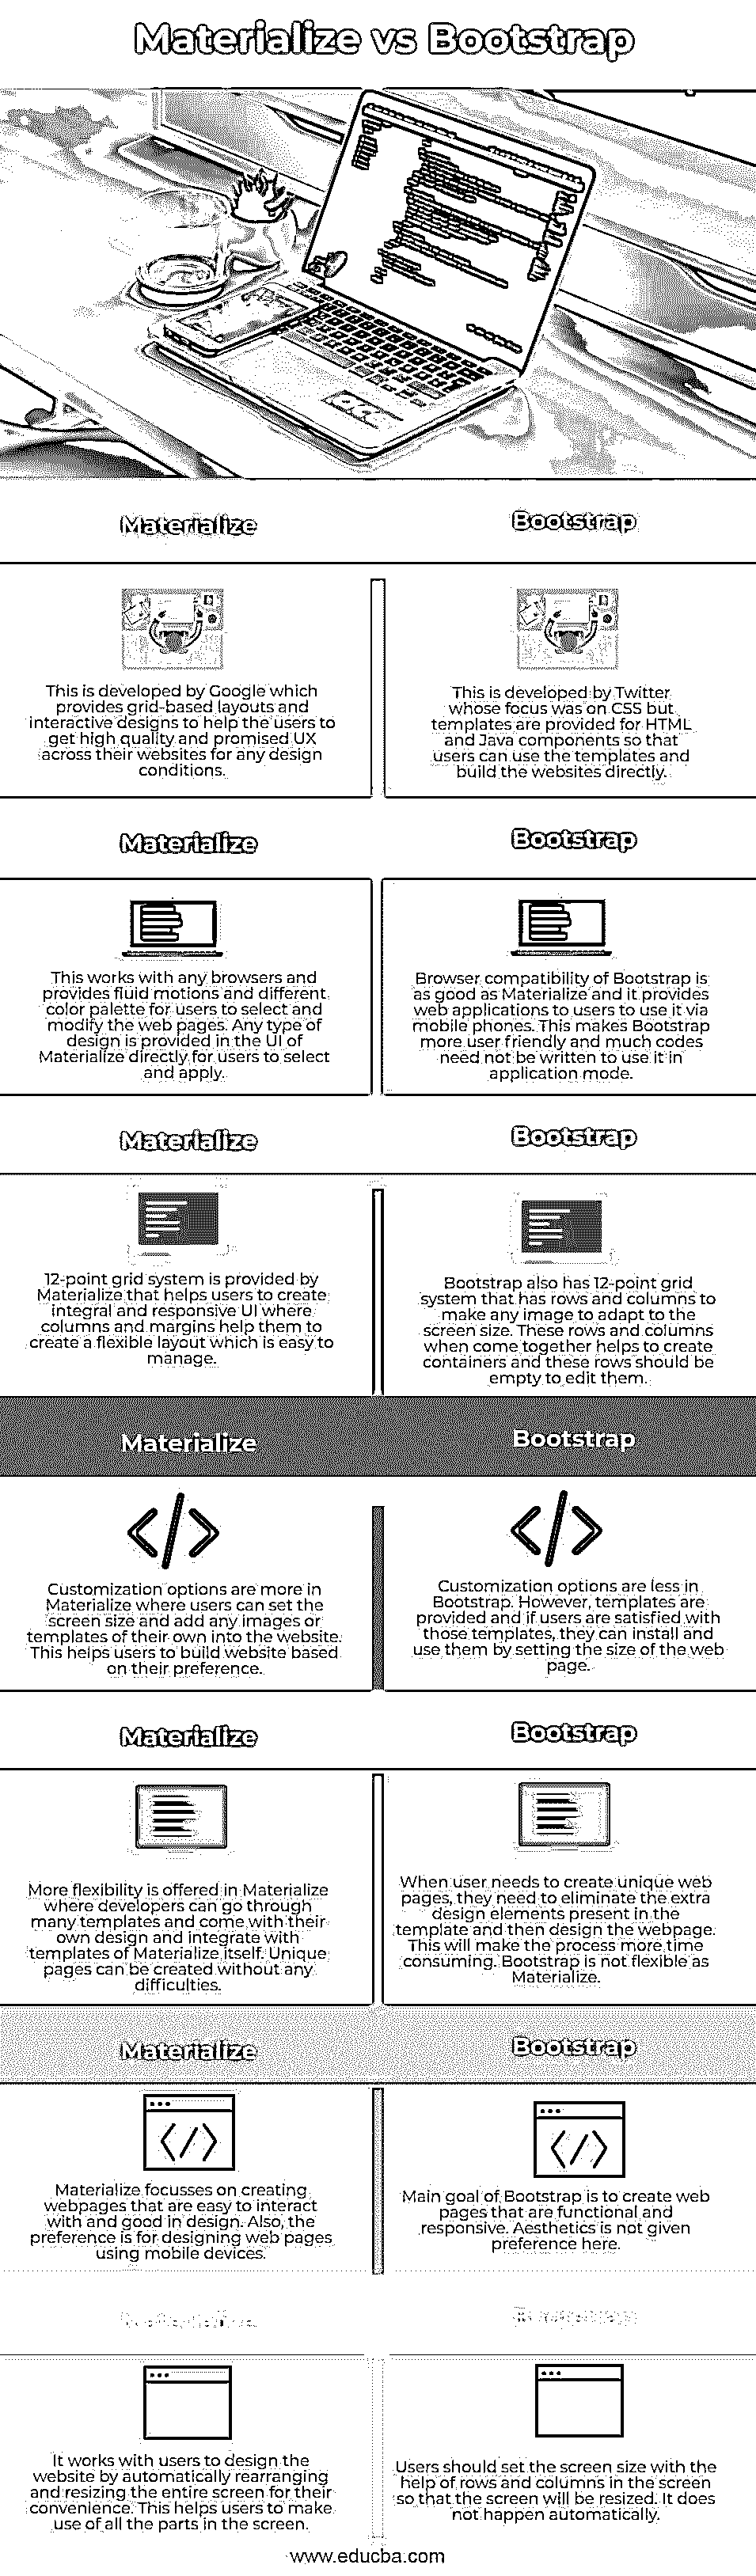 Materialize vs Bootstrap
Materialize
Bootstrap
This is developed by Google which
provides grid-based layouts and
interactive designs to help the users to
get high quality and promised UX
across their websites for any design
conditions.
This is developed by Twitter
whose focus was on CSS but
templates are provided for HTML
and Java components so that
users can use the templates and
build the websites directly.
Materialize
Bootstrap
This works with any browsers and
provides fluid motions and different
color palette for users to select and
modify the web pages. Any type of
design is provided in the UI of
Materialize directly for users to select
and apply.
Browser compatibility of Bootstrap is
as good as Materialize and it provides
web applications to users to use it via
mobile phones. This makes Bootstrap
more user friendly and much codes
need not be written to use it in
application mode.
Materialize
Bootstrap
12-point grid system is provided by
Materialize that helps users to create
integral and responsive UI where
columns and margins help them to
create a flexible layout which is easy to
manage.
Bootstrap also has 12-point grid
system that has rows and columns to
make any image to adapt to the
screen size. These rows and columns
when come together helps to create
containers and these rows should be
empty to edit them.
Materialize
Bootstrap
Customization options are more in
Materialize where users can set the
screen size and add any images or
templates of their own into the website.
This helps users to build website based
on their preference.
Customization options are less in
Bootstrap. However, templates are
provided and if users are satisfied with
those templates, they can install and
use them by setting the size of the web
page.
Materialize
Bootstrap
More flexibility is offered in Materialize
where developers can go through
many templates and come with their
own design and integrate with
templates of Materialize itself. Unique
pages can be created without any
difficulties.
When user needs to create unique web
pages, they need to eliminate the extra
design elements present in the
template and then design the webpage.
This will make the process more time
consuming. Bootstrap is not flexible as
Materialize.
Materialize
Bootstrap
Materialize focusses on creating
webpages that are easy to interact
with and good in design. Also, the
preference is for designing web pages
using mobile devices.
Main goal of Bootstrap is to create web
pages that are functional and
responsive. Aesthetics is not given
preference here.
It works with users to design the
website by automatically rearranging
and resizing the entire screen for their
convenience. This helps users to make
use of all the parts in the screen.
Users should set the screen size with the
help of rows and columns in the screen
so that the screen will be resized. It does
not happen automatically.
www.educba.com